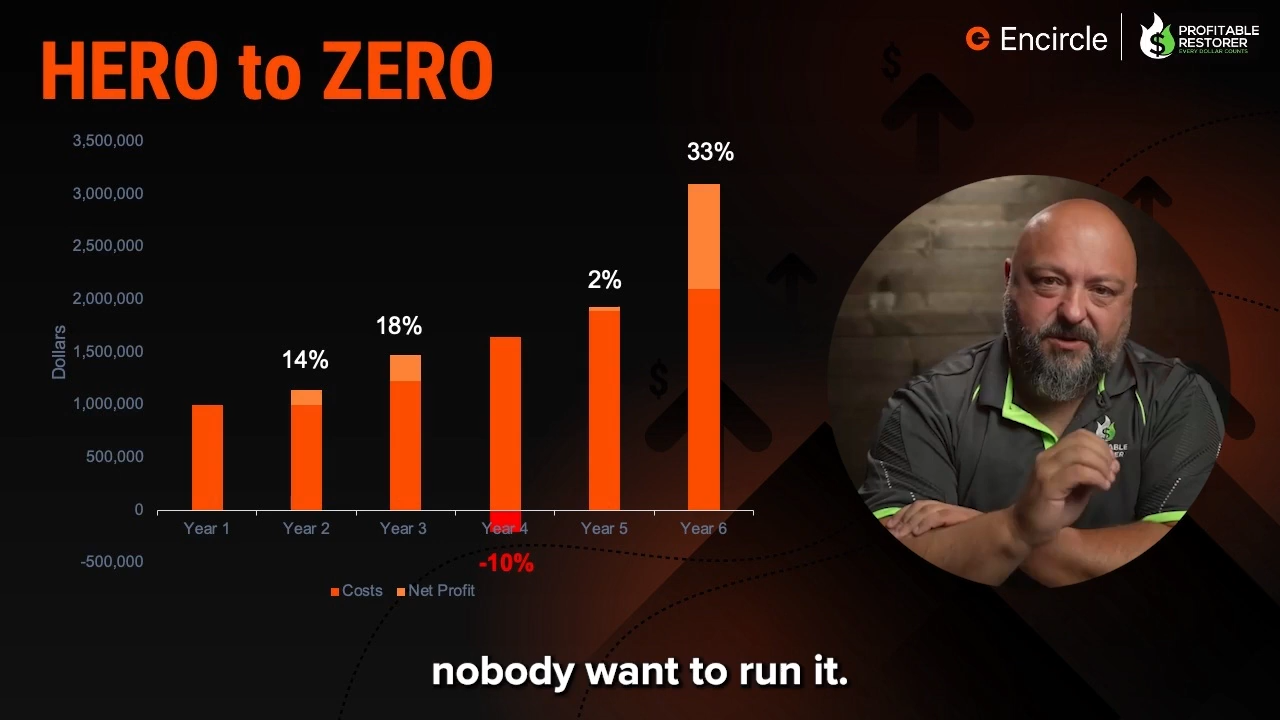 HERO to ZERO
Encircle
PROFITABLE
RESTORER
EVERY DOLLAR COUNTS
3,500,000
3,000,000
2,500,000
2,000,000
1,500,000
1,000,000
500,000
0
-500,000
Dollars
14%
18%
2%
33%
Year 1 Year 2 Year 3 Year 4 Year 5 Year 6
-10%
Costs Net Profit
$
$
nobody want to run it.